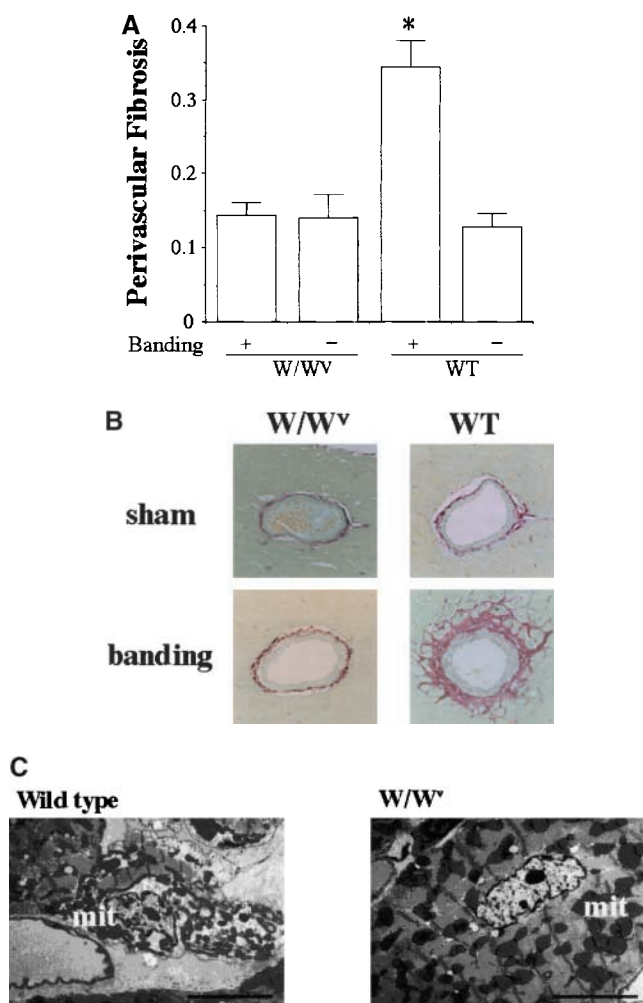 A
0.4
*
0.3
0.2
0.1
0
Perivascular Fibrosis
Banding + − + −
W/Wᵛ WT
B
W/Wᵛ WT
sham
banding
C
Wild type W/Wᵛ
mit mit